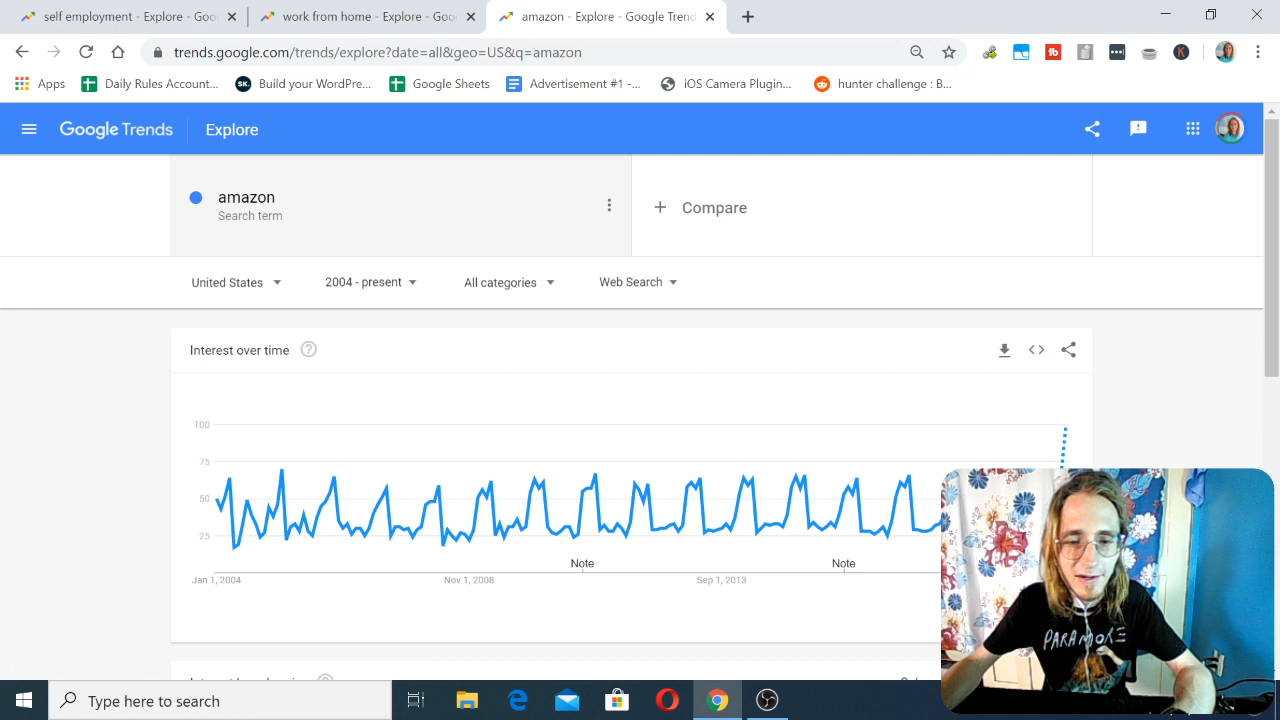 self employment - Explore - Goo
work from home - Explore - Goo
amazon - Explore - Google Trend
trends.google.com/trends/explore?date=all&geo=US&q=amazon
Apps
Daily Rules Account...
SK.
Build your WordPre...
Google Sheets
Advertisement #1 -...
iOS Camera Plugin...
hunter challenge : B...
Google Trends
Explore
amazon
Search term
+ Compare
United States
2004 - present
All categories
Web Search
Interest over time
100
75
50
25
Note
Note
Jan 1, 2004
Nov 1, 2008
Sep 1, 2013
PARAMORE
Type here to search